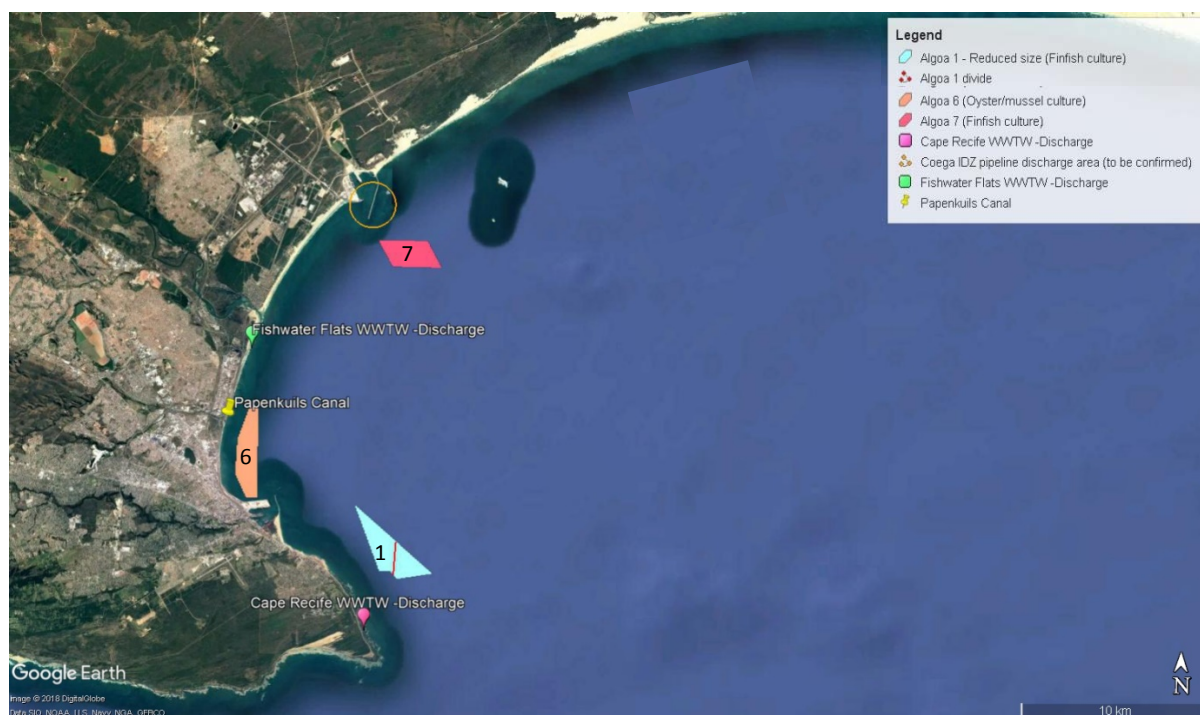 Legend
Algoa 1 - Reduced size (Finfish culture)
Algoa 1 divide
Algoa 6 (Oyster/mussel culture)
Algoa 7 (Finfish culture)
Cape Recife WWTW -Discharge
Coega IDZ pipeline discharge area (to be confirmed)
Fishwater Flats WWTW -Discharge
Papenkuils Canal
7
Fishwater Flats WWTW -Discharge
Papenkuils Canal
6
1
Cape Recife WWTW -Discharge
Google Earth
Image © 2018 DigitalGlobe
Data SIO, NOAA, U.S. Navy, NGA, GEBCO
N
10 km